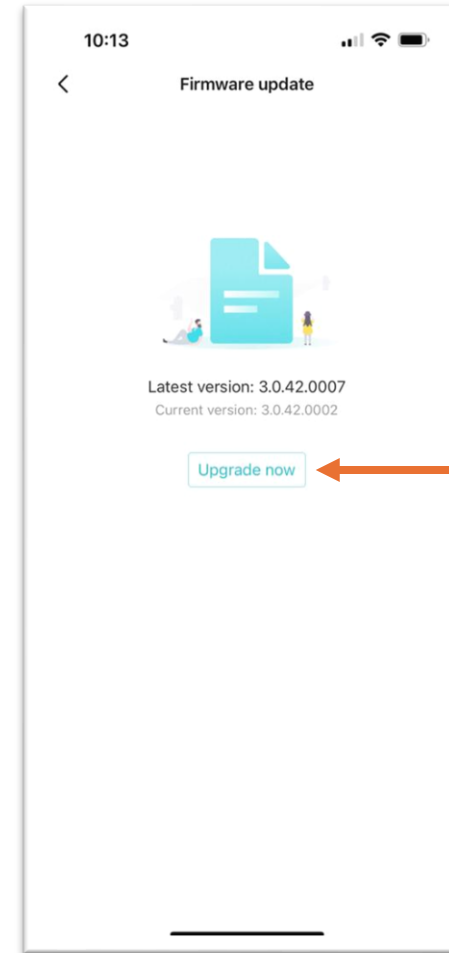 10:13
Firmware update
Latest version: 3.0.42.0007
Current version: 3.0.42.0002
Upgrade now